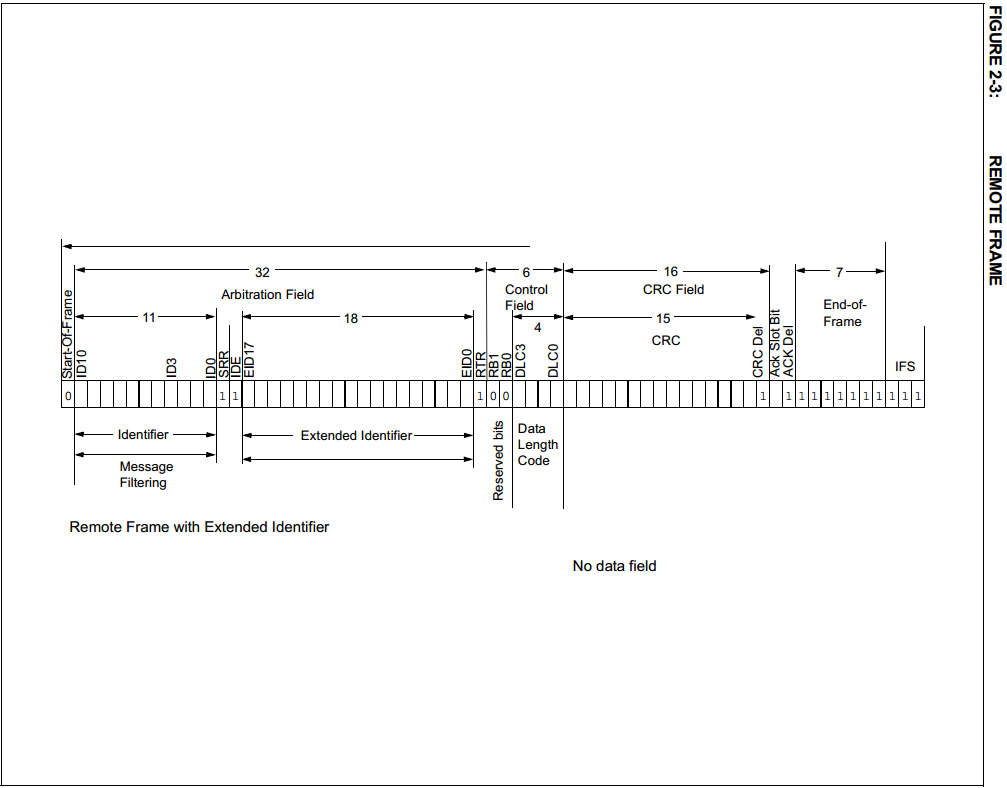 FIGURE 2-3:
REMOTE FRAME
32
6
16
7
Arbitration Field
Control
Field
CRC Field
End-of-
Frame
11
18
4
15
CRC
IFS
Start-Of-Frame
ID10
ID3
ID0
SRR
IDE
EID17
EID0
RTR
RB1
RB0
DLC3
DLC0
CRC Del
Ack Slot Bit
ACK Del
0 1 1 1 0 0 1 1 1 1 1 1 1 1 1 1 1 1
Identifier
Extended Identifier
Reserved bits
Data
Length
Code
Message
Filtering
Remote Frame with Extended Identifier
No data field